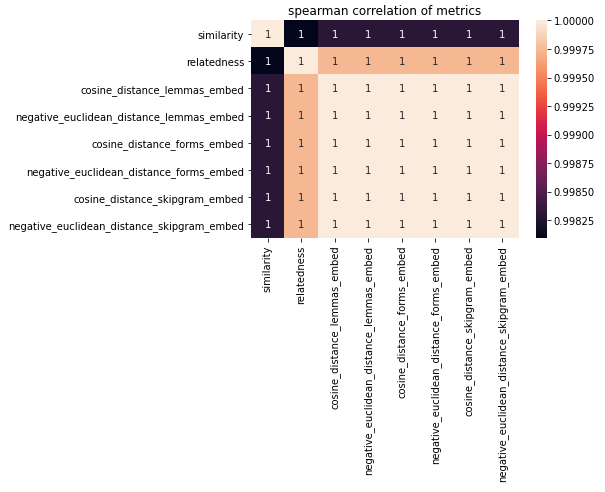 spearman correlation of metrics
similarity 1 1 1 1 1 1 1 1
relatedness 1 1 1 1 1 1 1 1
cosine_distance_lemmas_embed 1 1 1 1 1 1 1 1
negative_euclidean_distance_lemmas_embed 1 1 1 1 1 1 1 1
cosine_distance_forms_embed 1 1 1 1 1 1 1 1
negative_euclidean_distance_forms_embed 1 1 1 1 1 1 1 1
cosine_distance_skipgram_embed 1 1 1 1 1 1 1 1
negative_euclidean_distance_skipgram_embed 1 1 1 1 1 1 1 1
similarity
relatedness
cosine_distance_lemmas_embed
negative_euclidean_distance_lemmas_embed
cosine_distance_forms_embed
negative_euclidean_distance_forms_embed
cosine_distance_skipgram_embed
negative_euclidean_distance_skipgram_embed
1.00000
0.99975
0.99950
0.99925
0.99900
0.99875
0.99850
0.99825